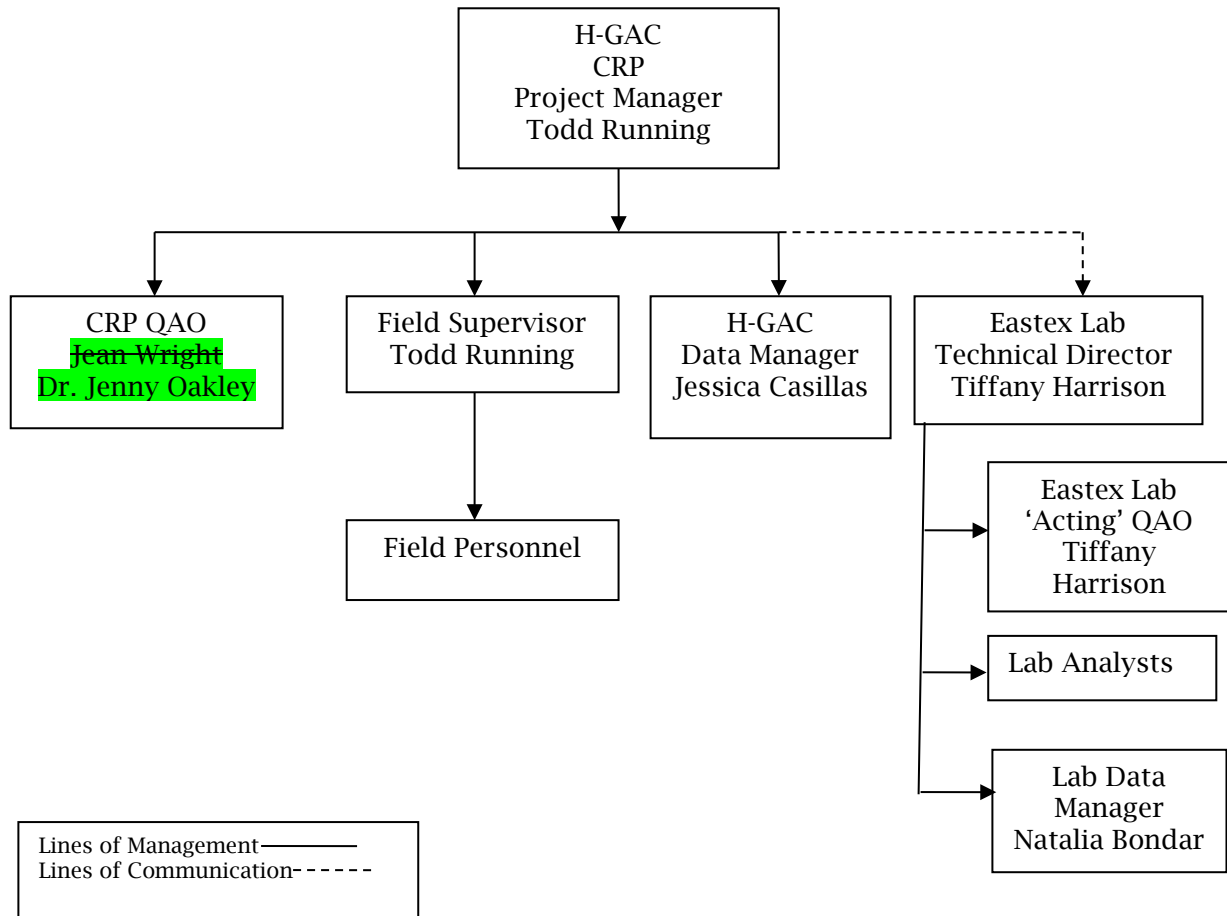 H-GAC
CRP
Project Manager
Todd Running
CRP QAO
Jean Wright
Dr. Jenny Oakley
Field Supervisor
Todd Running
H-GAC
Data Manager
Jessica Casillas
Eastex Lab
Technical Director
Tiffany Harrison
Field Personnel
Eastex Lab
‘Acting’ QAO
Tiffany
Harrison
Lab Analysts
Lab Data
Manager
Natalia Bondar
Lines of Management
Lines of Communication